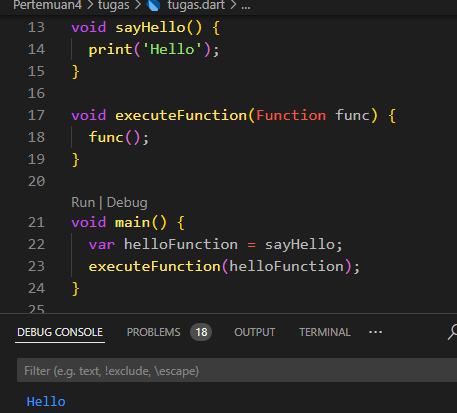 Pertemuan4 > tugas > tugas.dart > ...
13 void sayHello() {
14 print('Hello');
15 }
16
17 void executeFunction(Function func) {
18 func();
19 }
20
Run | Debug
21 void main() {
22 var helloFunction = sayHello;
23 executeFunction(helloFunction);
24 }
25
DEBUG CONSOLE PROBLEMS 18 OUTPUT TERMINAL ...
Filter (e.g. text, !exclude, \escape)
Hello